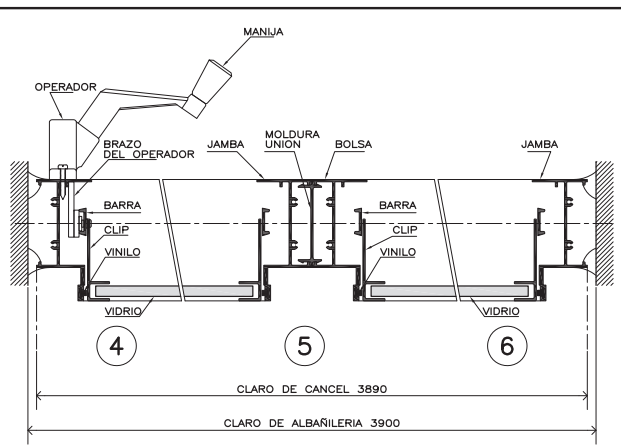 MANIJA
OPERADOR
BRAZO
DEL OPERADOR
JAMBA
MOLDURA
UNION
BOLSA
JAMBA
BARRA
BARRA
CLIP
CLIP
VINILO
VINILO
VIDRIO
VIDRIO
4
5
6
CLARO DE CANCEL 3890
CLARO DE ALBAÑILERIA 3900